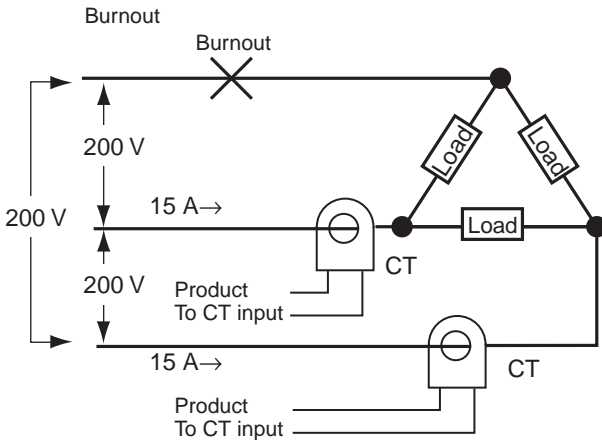 Burnout
Burnout
200 V
15 A→
200 V
200 V
Load
Load
Load
CT
Product
To CT input
15 A→
CT
Product
To CT input